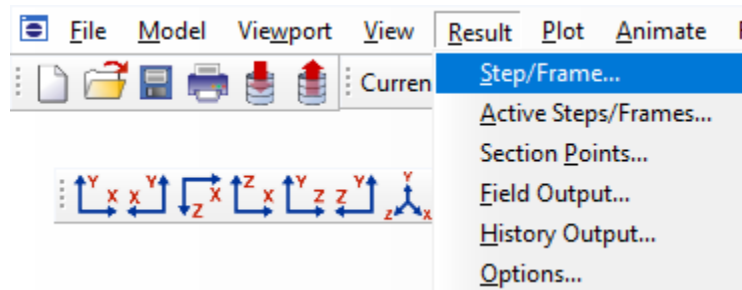 File Model Viewport View Result Plot Animate
Step/Frame...
Curren
Active Steps/Frames...
Section Points...
Y X X Y X Z Z X Y Z Z Y Y Z X
Field Output...
History Output...
Options...